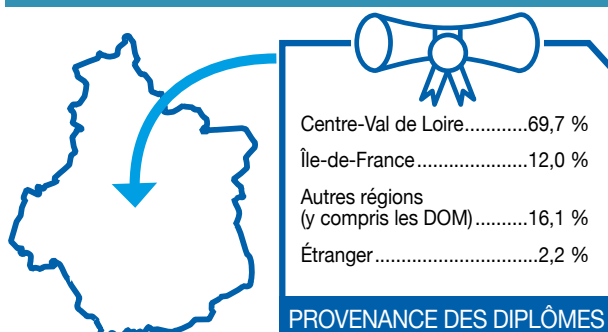 Centre-Val de Loire............69,7 %
Île-de-France....................12,0 %
Autres régions
(y compris les DOM)..........16,1 %
Étranger..............................2,2 %
PROVENANCE DES DIPLÔMES